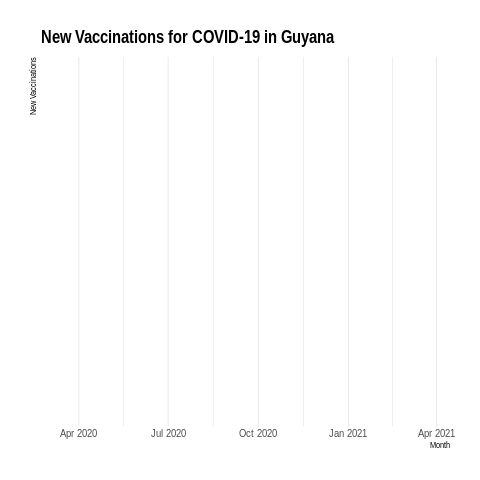 New Vaccinations for COVID-19 in Guyana
New Vaccinations
Apr 2020 Jul 2020 Oct 2020 Jan 2021 Apr 2021
Month